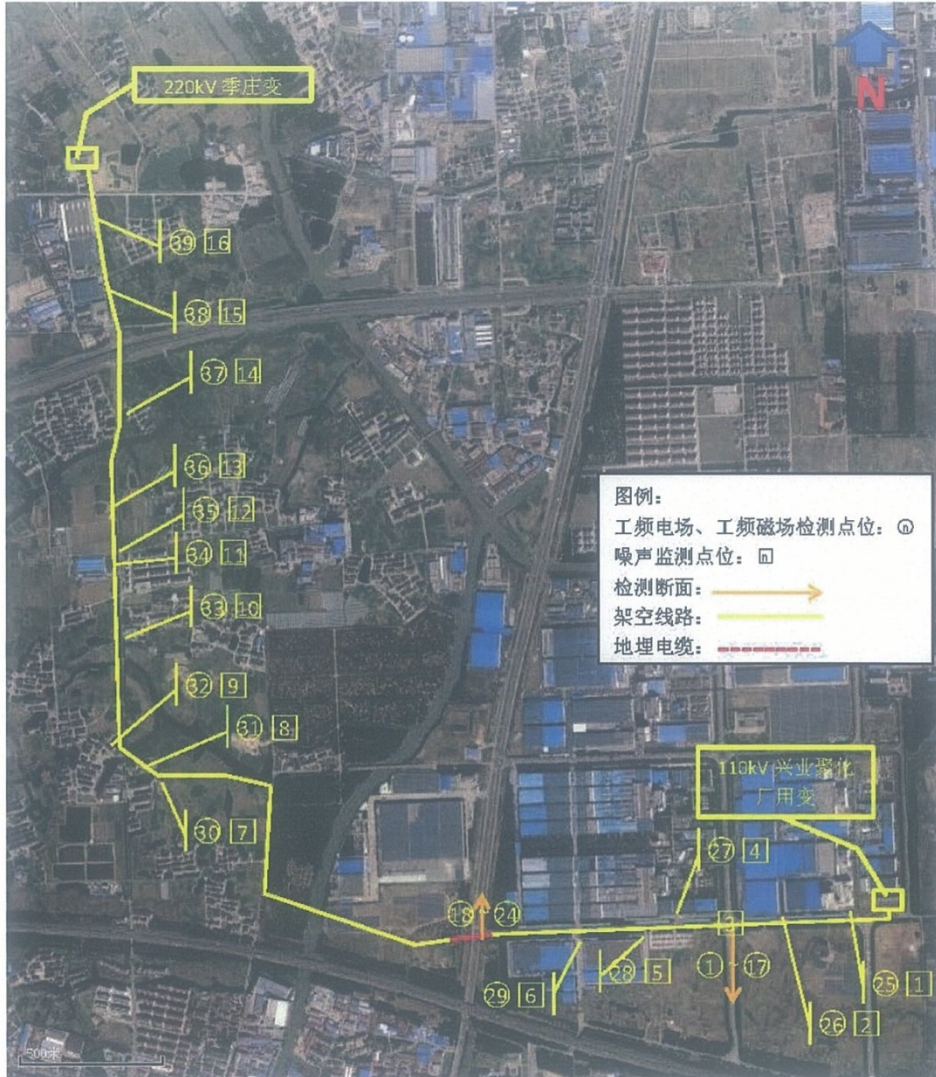 220kV 季庄变
N
㊴ 16
㊳ 15
㊲ 14
㊱ 13
㉟ 12
㉞ 11
㉝ 10
㉜ 9
㉛ 8
㉚ 7
图例：
工频电场、工频磁场检测点位：ⓝ
噪声监测点位：n
检测断面：
架空线路：
地埋电缆：
110kV 兴业聚化
厂用变
㉗ 4
⑱~㉔
3
①~⑰
㉘ 5
㉙ 6
㉕ 1
㉖ 2
500米